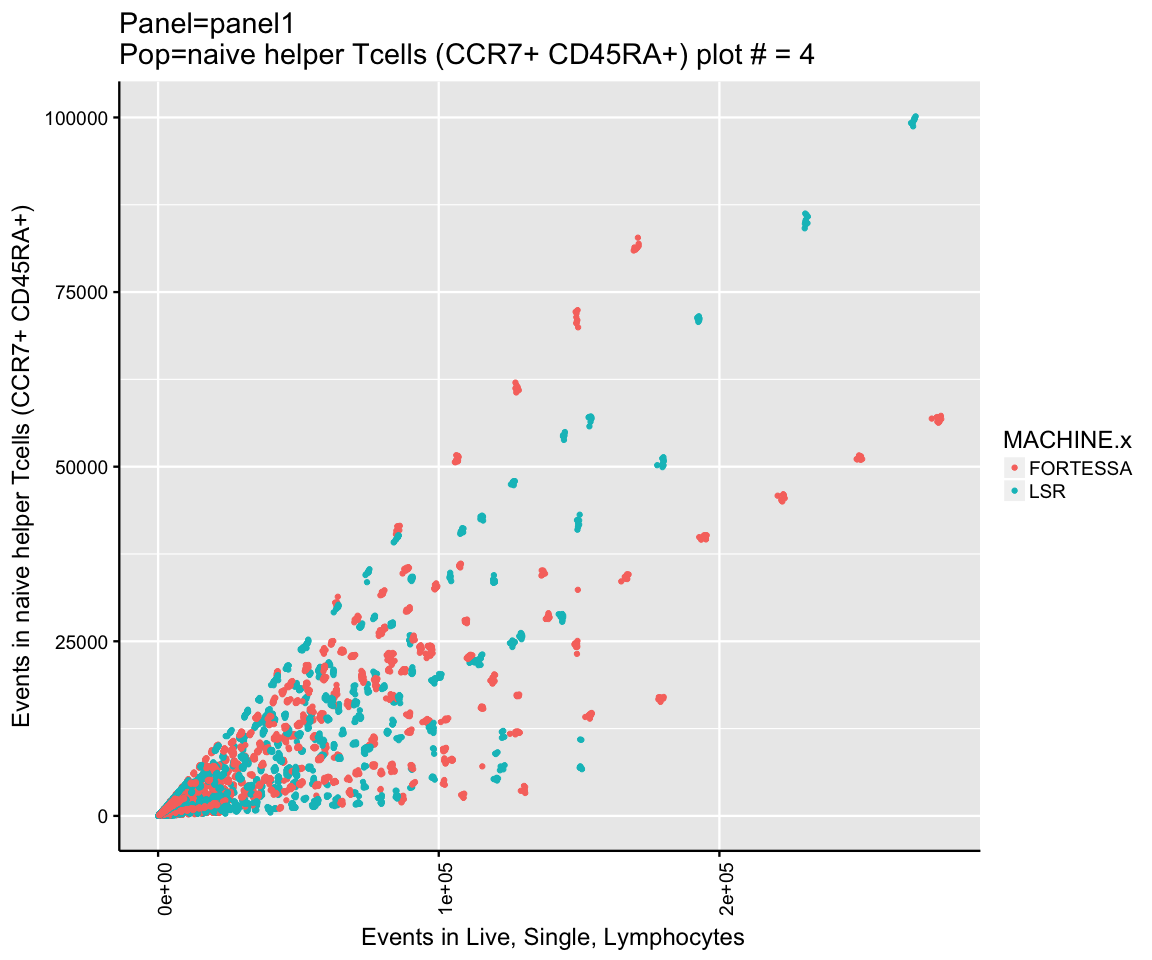 Panel=panel1
Pop=naive helper Tcells (CCR7+ CD45RA+) plot # = 4
Events in naive helper Tcells (CCR7+ CD45RA+)
100000
75000
50000
25000
0
0e+00
1e+05
2e+05
Events in Live, Single, Lymphocytes
MACHINE.x
FORTESSA
LSR